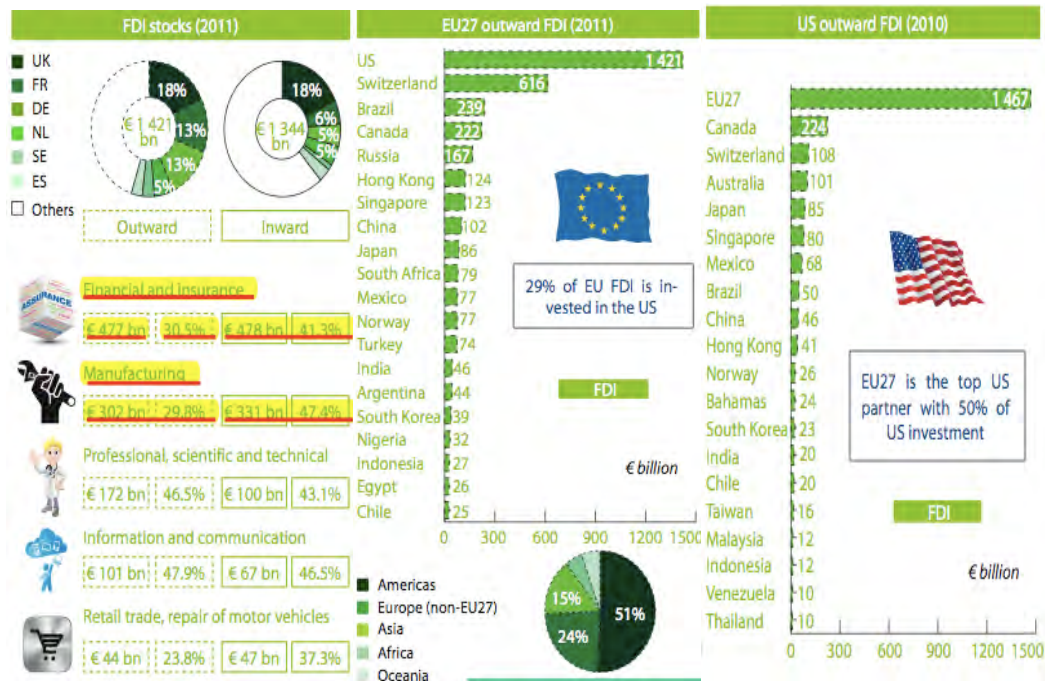 FDI stocks (2011)
UK
FR
DE
NL
SE
ES
Others
18%
13%
13%
5%
€ 1 421
bn
18%
6%
5%
5%
€ 1 344
bn
Outward
Inward
ASSURANCE
Financial and insurance
€ 477 bn 30.5% € 478 bn 41.3%
Manufacturing
€ 302 bn 29.8% € 331 bn 47.4%
Professional, scientific and technical
€ 172 bn 46.5% € 100 bn 43.1%
Information and communication
€ 101 bn 47.9% € 67 bn 46.5%
Retail trade, repair of motor vehicles
€ 44 bn 23.8% € 47 bn 37.3%
EU27 outward FDI (2011)
US 1 421
Switzerland 616
Brazil 239
Canada 222
Russia 167
Hong Kong 124
Singapore 123
China 102
Japan 86
South Africa 79
Mexico 77
Norway 77
Turkey 74
India 46
Argentina 44
South Korea 39
Nigeria 32
Indonesia 27
Egypt 26
Chile 25
0 300 600 900 1200 1500
29% of EU FDI is in-
vested in the US
FDI
€ billion
Americas
Europe (non-EU27)
Asia
Africa
Oceania
51%
24%
15%
US outward FDI (2010)
EU27 1 467
Canada 224
Switzerland 108
Australia 101
Japan 85
Singapore 80
Mexico 68
Brazil 50
China 46
Hong Kong 41
Norway 26
Bahamas 24
South Korea 23
India 20
Chile 20
Taiwan 16
Malaysia 12
Indonesia 12
Venezuela 10
Thailand 10
0 300 600 900 1200 1500
EU27 is the top US
partner with 50% of
US investment
FDI
€ billion